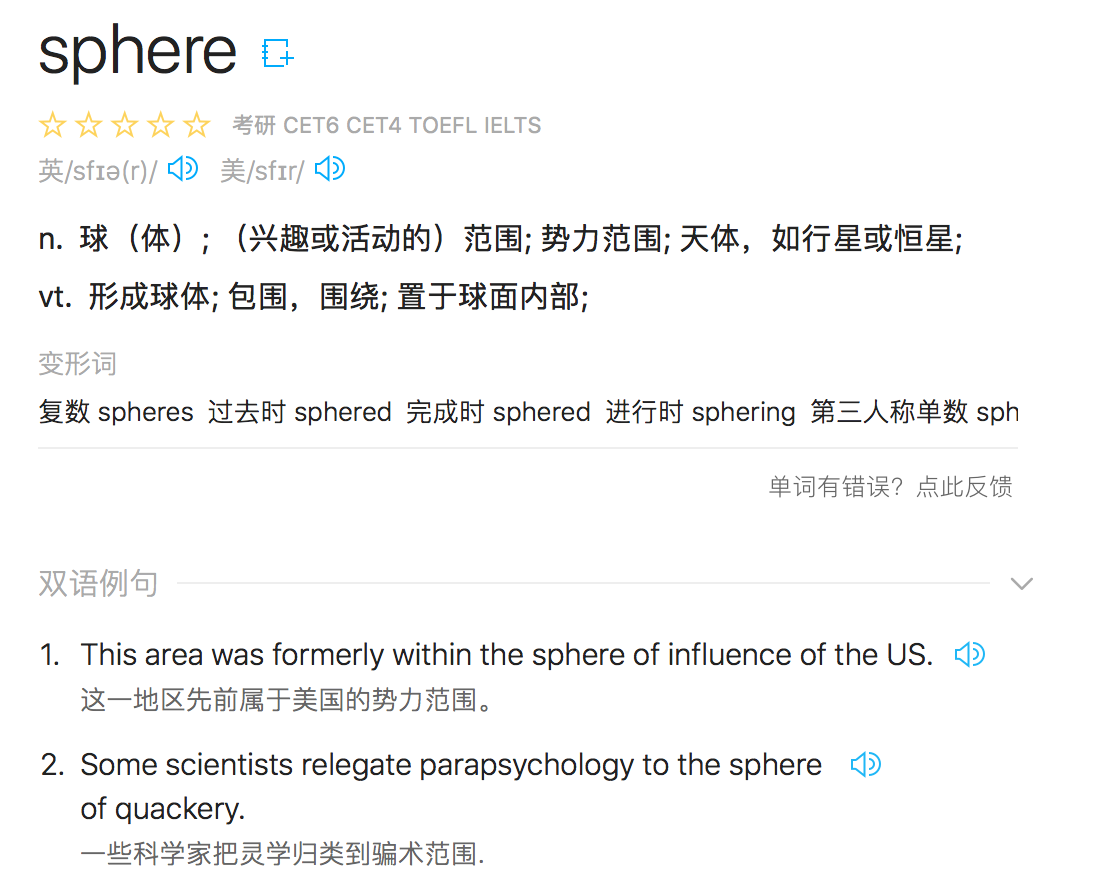 sphere
考研 CET6 CET4 TOEFL IELTS
英/sfɪə(r)/ 美/sfɪr/
n. 球（体）; （兴趣或活动的）范围; 势力范围; 天体，如行星或恒星;
vt. 形成球体; 包围，围绕; 置于球面内部;
变形词
复数 spheres 过去时 sphered 完成时 sphered 进行时 sphering 第三人称单数 sph
单词有错误？点此反馈
双语例句
1. This area was formerly within the sphere of influence of the US.
这一地区先前属于美国的势力范围。
2. Some scientists relegate parapsychology to the sphere
of quackery.
一些科学家把灵学归类到骗术范围.